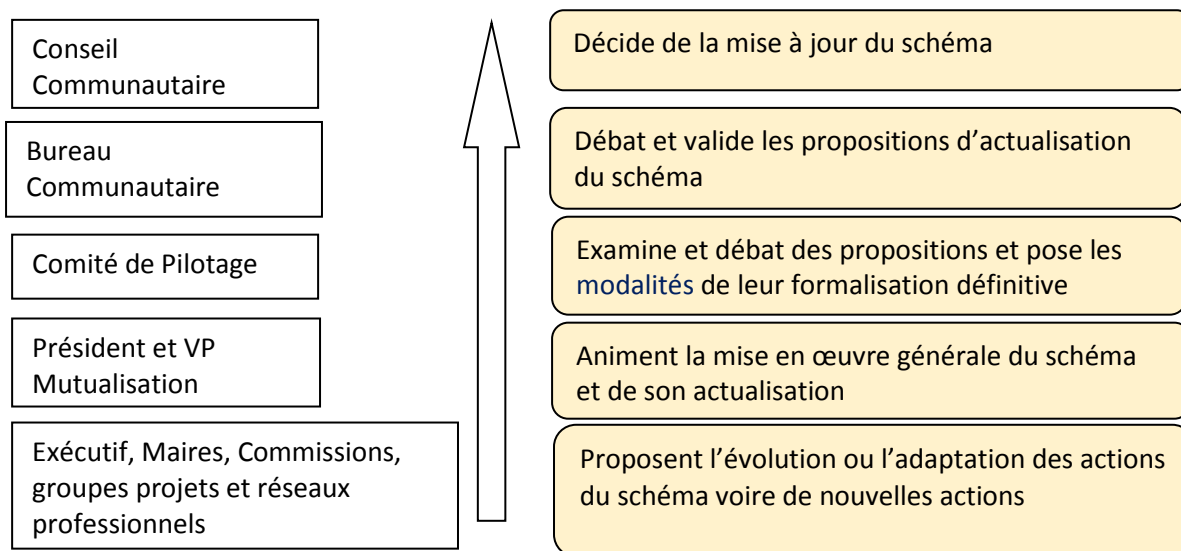 Conseil
Communautaire
Décide de la mise à jour du schéma
Bureau
Communautaire
Débat et valide les propositions d’actualisation
du schéma
Comité de Pilotage
Examine et débat des propositions et pose les
modalités de leur formalisation définitive
Président et VP
Mutualisation
Animent la mise en œuvre générale du schéma
et de son actualisation
Exécutif, Maires, Commissions,
groupes projets et réseaux
professionnels
Proposent l’évolution ou l’adaptation des actions
du schéma voire de nouvelles actions